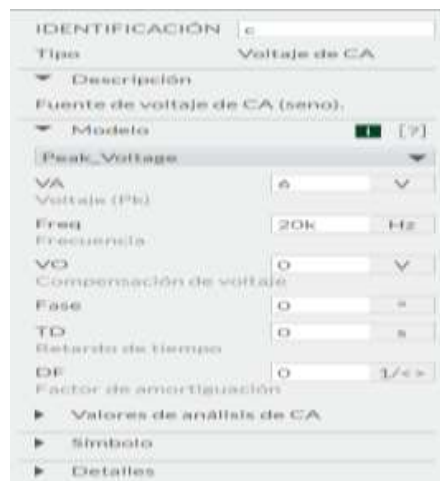 IDENTIFICACIÓN c
Tipo Voltaje de CA
Descripción
Fuente de voltaje de CA (seno).
Modelo [?]
Peak_Voltage
VA 6 V
Voltaje (Pk)
Freq 20k Hz
Frecuencia
VO 0 V
Compensación de voltaje
Fase 0 °
TD 0 s
Retardo de tiempo
DF 0 1/<>
Factor de amortiguación
Valores de análisis de CA
Símbolo
Detalles